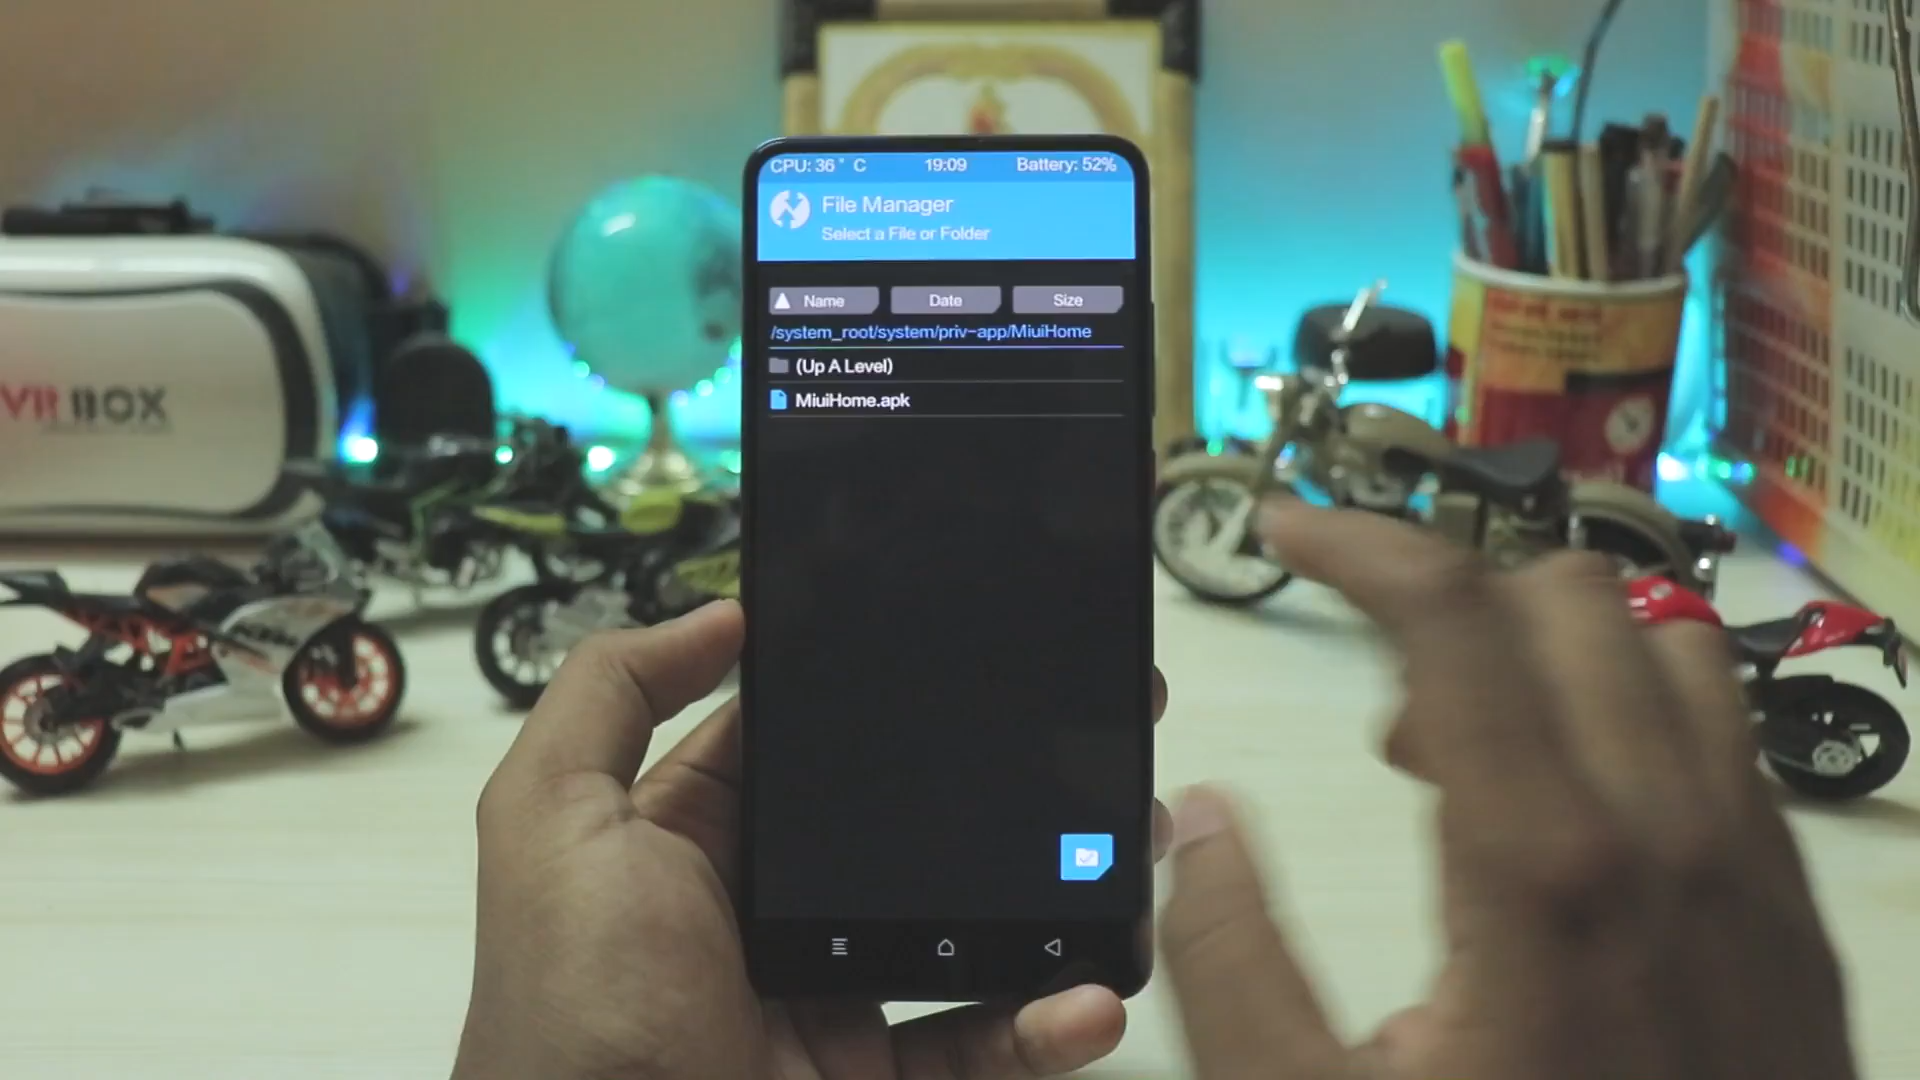 CPU: 36° C 19:09 Battery: 52%
File Manager
Select a File or Folder
Name Date Size
/system_root/system/priv-app/MiuiHome
(Up A Level)
MiuiHome.apk
VR BOX